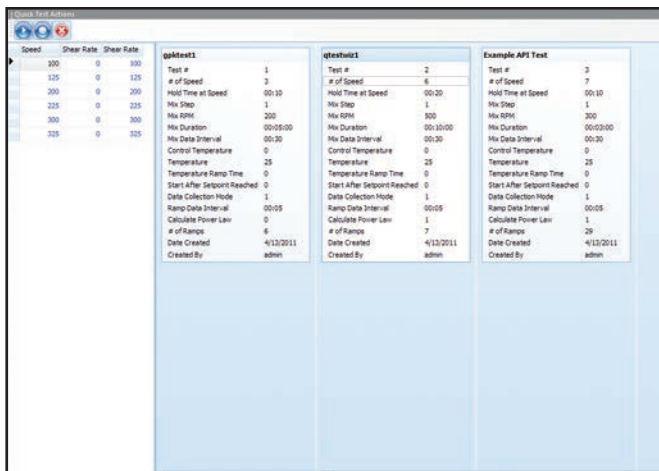 Quick Test Actions
Speed Shear Rate Shear Rate
100 0 100
125 0 125
200 0 200
225 0 225
300 0 300
325 0 325
gpktest1
Test # 1
# of Speed 3
Hold Time at Speed 00:10
Mix Step 1
Mix RPM 200
Mix Duration 00:05:00
Mix Data Interval 00:30
Control Temperature 0
Temperature 25
Temperature Ramp Time 0
Start After Setpoint Reached 0
Data Collection Mode 1
Ramp Data Interval 00:05
Calculate Power Law 0
# of Ramps 6
Date Created 4/13/2011
Created By admin
qtestwiz1
Test # 2
# of Speed 6
Hold Time at Speed 00:20
Mix Step 1
Mix RPM 500
Mix Duration 00:10:00
Mix Data Interval 00:30
Control Temperature 0
Temperature 25
Temperature Ramp Time 0
Start After Setpoint Reached 0
Data Collection Mode 1
Ramp Data Interval 00:05
Calculate Power Law 1
# of Ramps 7
Date Created 4/13/2011
Created By admin
Example API Test
Test # 3
# of Speed 7
Hold Time at Speed 00:10
Mix Step 1
Mix RPM 300
Mix Duration 00:03:00
Mix Data Interval 00:30
Control Temperature 0
Temperature 25
Temperature Ramp Time 0
Start After Setpoint Reached 0
Data Collection Mode 1
Ramp Data Interval 00:05
Calculate Power Law 1
# of Ramps 29
Date Created 4/13/2011
Created By admin